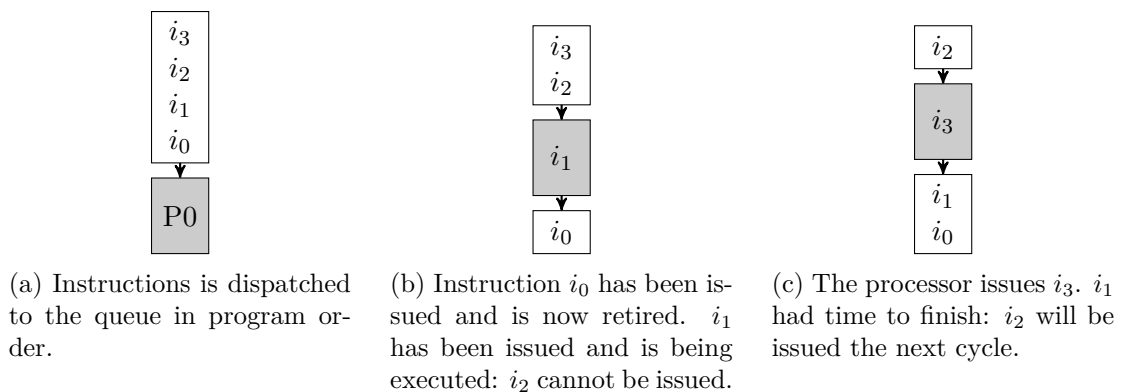 i₃
i₂
i₁
i₀
P0
(a) Instructions is dispatched
to the queue in program or-
der.
i₃
i₂
i₁
i₀
(b) Instruction i₀ has been is-
sued and is now retired. i₁
has been issued and is being
executed: i₂ cannot be issued.
i₂
i₃
i₁
i₀
(c) The processor issues i₃. i₁
had time to finish: i₂ will be
issued the next cycle.